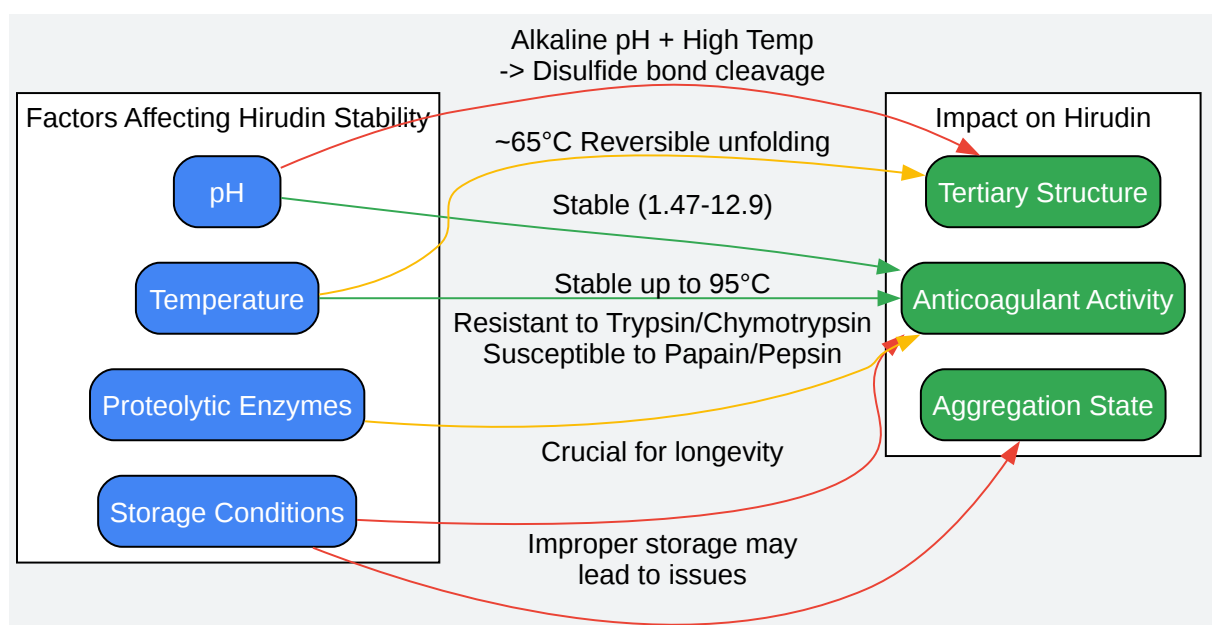 Alkaline pH + High Temp
-> Disulfide bond cleavage
Factors Affecting Hirudin Stability
Impact on Hirudin
~65°C Reversible unfolding
pH
Tertiary Structure
Stable (1.47-12.9)
Temperature
Stable up to 95°C
Anticoagulant Activity
Resistant to Trypsin/Chymotrypsin
Susceptible to Papain/Pepsin
Proteolytic Enzymes
Aggregation State
Crucial for longevity
Storage Conditions
Improper storage may
lead to issues